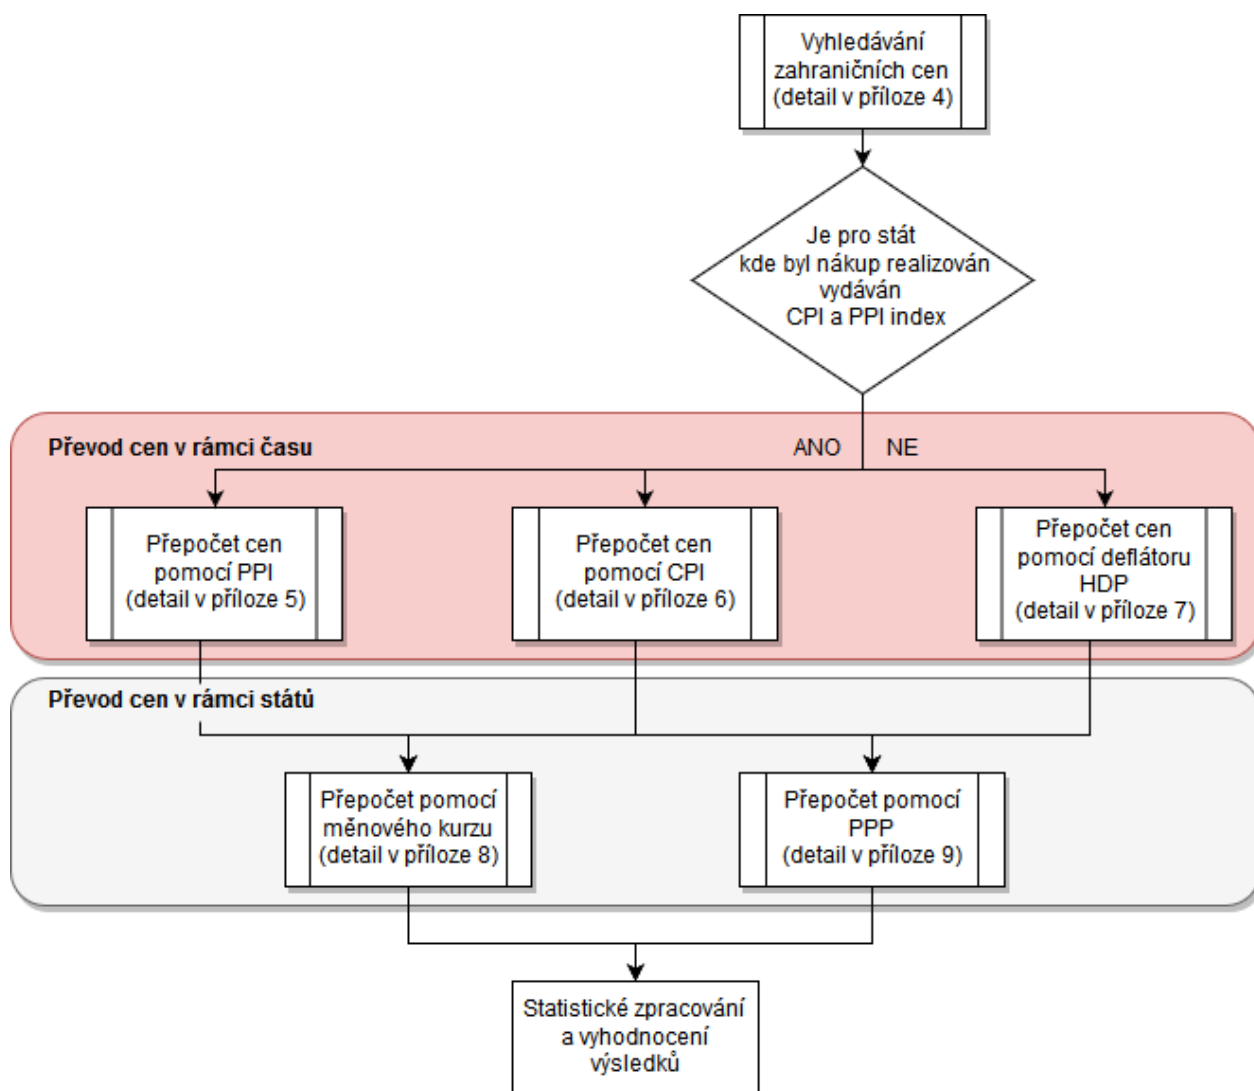 Vyhledávání
zahraničních cen
(detail v příloze 4)
Je pro stát
kde byl nákup realizován
vydáván
CPI a PPI index
Převod cen v rámci času
ANO
NE
Přepočet cen
pomocí PPI
(detail v příloze 5)
Přepočet cen
pomocí CPI
(detail v příloze 6)
Přepočet cen
pomocí deflátoru
HDP
(detail v příloze 7)
Převod cen v rámci států
Přepočet pomocí
měnového kurzu
(detail v příloze 8)
Přepočet pomocí
PPP
(detail v příloze 9)
Statistické zpracování
a vyhodnocení
výsledků